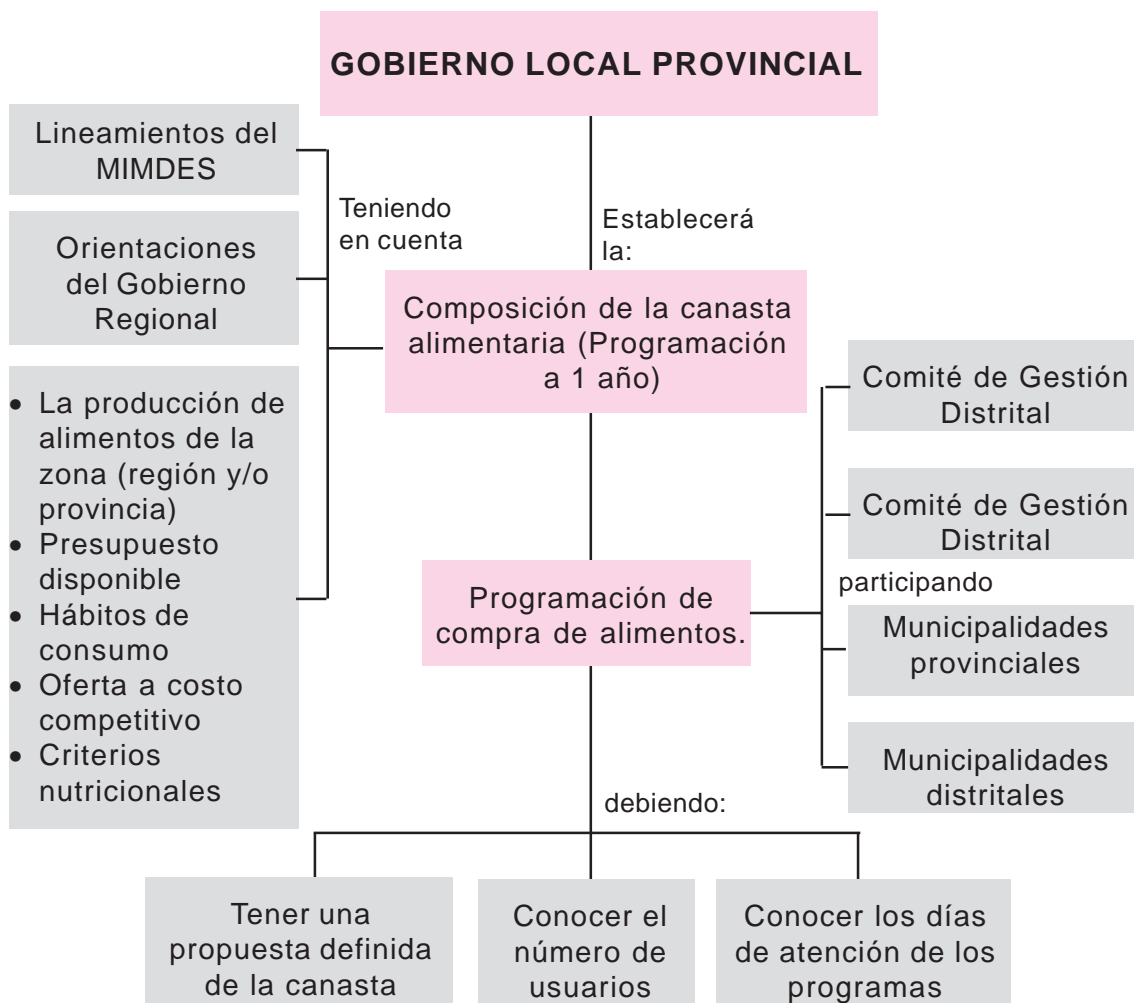 GOBIERNO LOCAL PROVINCIAL
Lineamientos del
MIMDES
Teniendo
en cuenta
Establecerá
la:
Orientaciones
del Gobierno
Regional
Composición de la canasta
alimentaria (Programación
a 1 año)
• La producción de
alimentos de la
zona (región y/o
provincia)
• Presupuesto
disponible
• Hábitos de
consumo
• Oferta a costo
competitivo
• Criterios
nutricionales
Comité de Gestión
Distrital
Comité de Gestión
Distrital
participando
Programación de
compra de alimentos.
Municipalidades
provinciales
Municipalidades
distritales
debiendo:
Tener una
propuesta definida
de la canasta
Conocer el
número de
usuarios
Conocer los días
de atención de los
programas